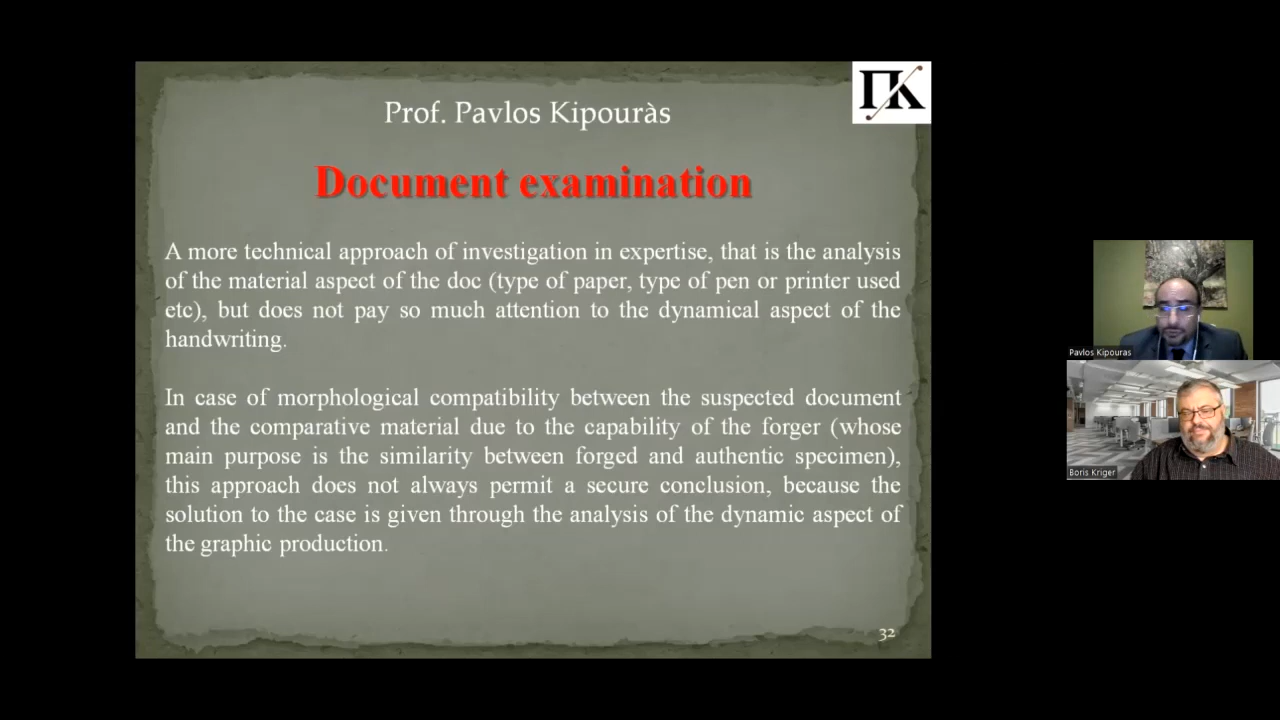 Prof. Pavlos Kipouràs
ΠΚ
Document examination
A more technical approach of investigation in expertise, that is the analysis
of the material aspect of the doc (type of paper, type of pen or printer used
etc), but does not pay so much attention to the dynamical aspect of the
handwriting.
In case of morphological compatibility between the suspected document
and the comparative material due to the capability of the forger (whose
main purpose is the similarity between forged and authentic specimen),
this approach does not always permit a secure conclusion, because the
solution to the case is given through the analysis of the dynamic aspect of
the graphic production.
32
Pavlos Kipouras
Boris Kriger